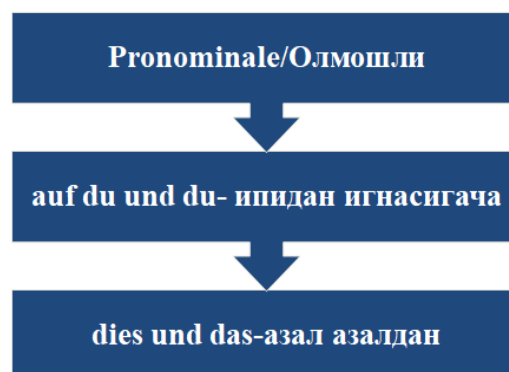 Pronominale/Олмошли
auf du und du- ипидан игнасигача
dies und das-азал азалдан